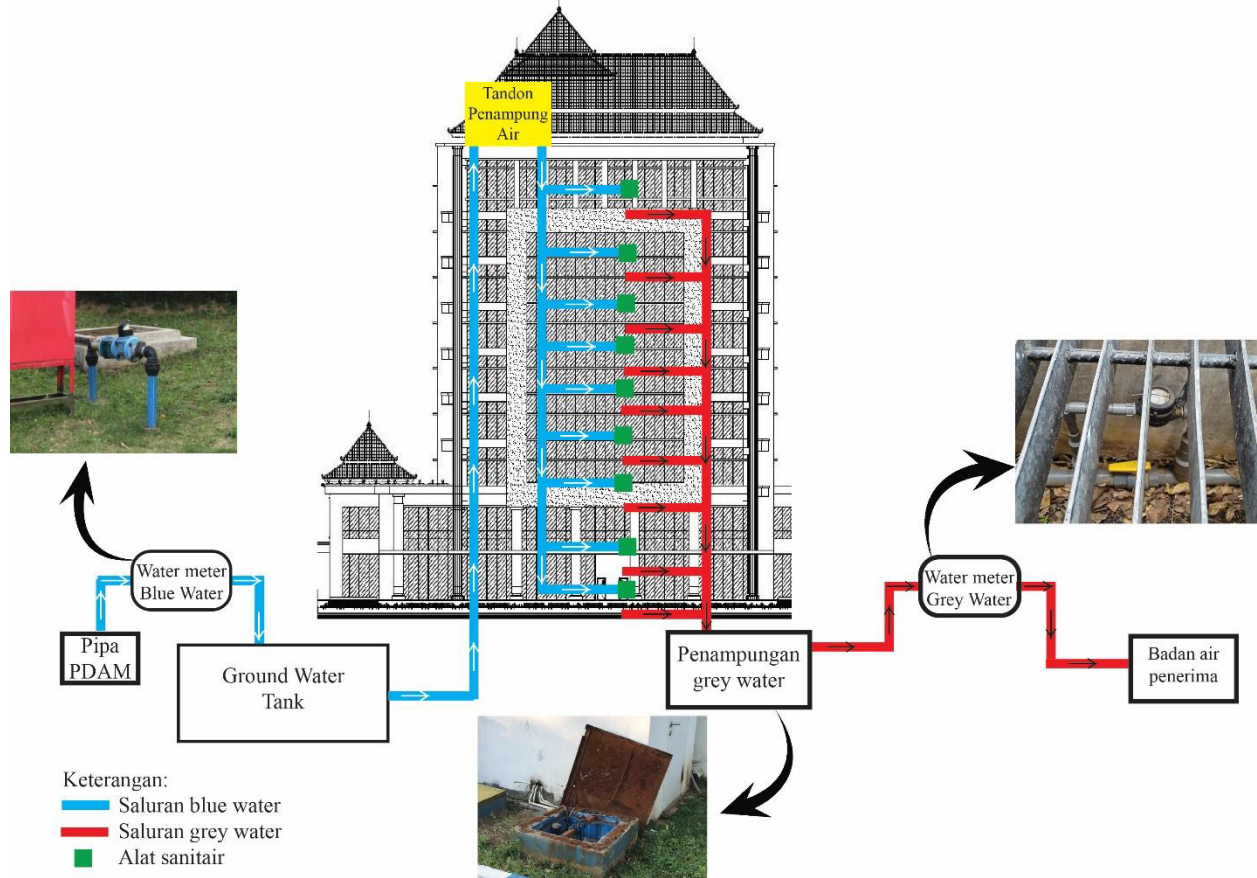 Tandon
Penampung
Air
Water meter
Blue Water
Pipa
PDAM
Ground Water
Tank
Penampungan
grey water
Water meter
Grey Water
Badan air
penerima
Keterangan:
Saluran blue water
Saluran grey water
Alat sanitair